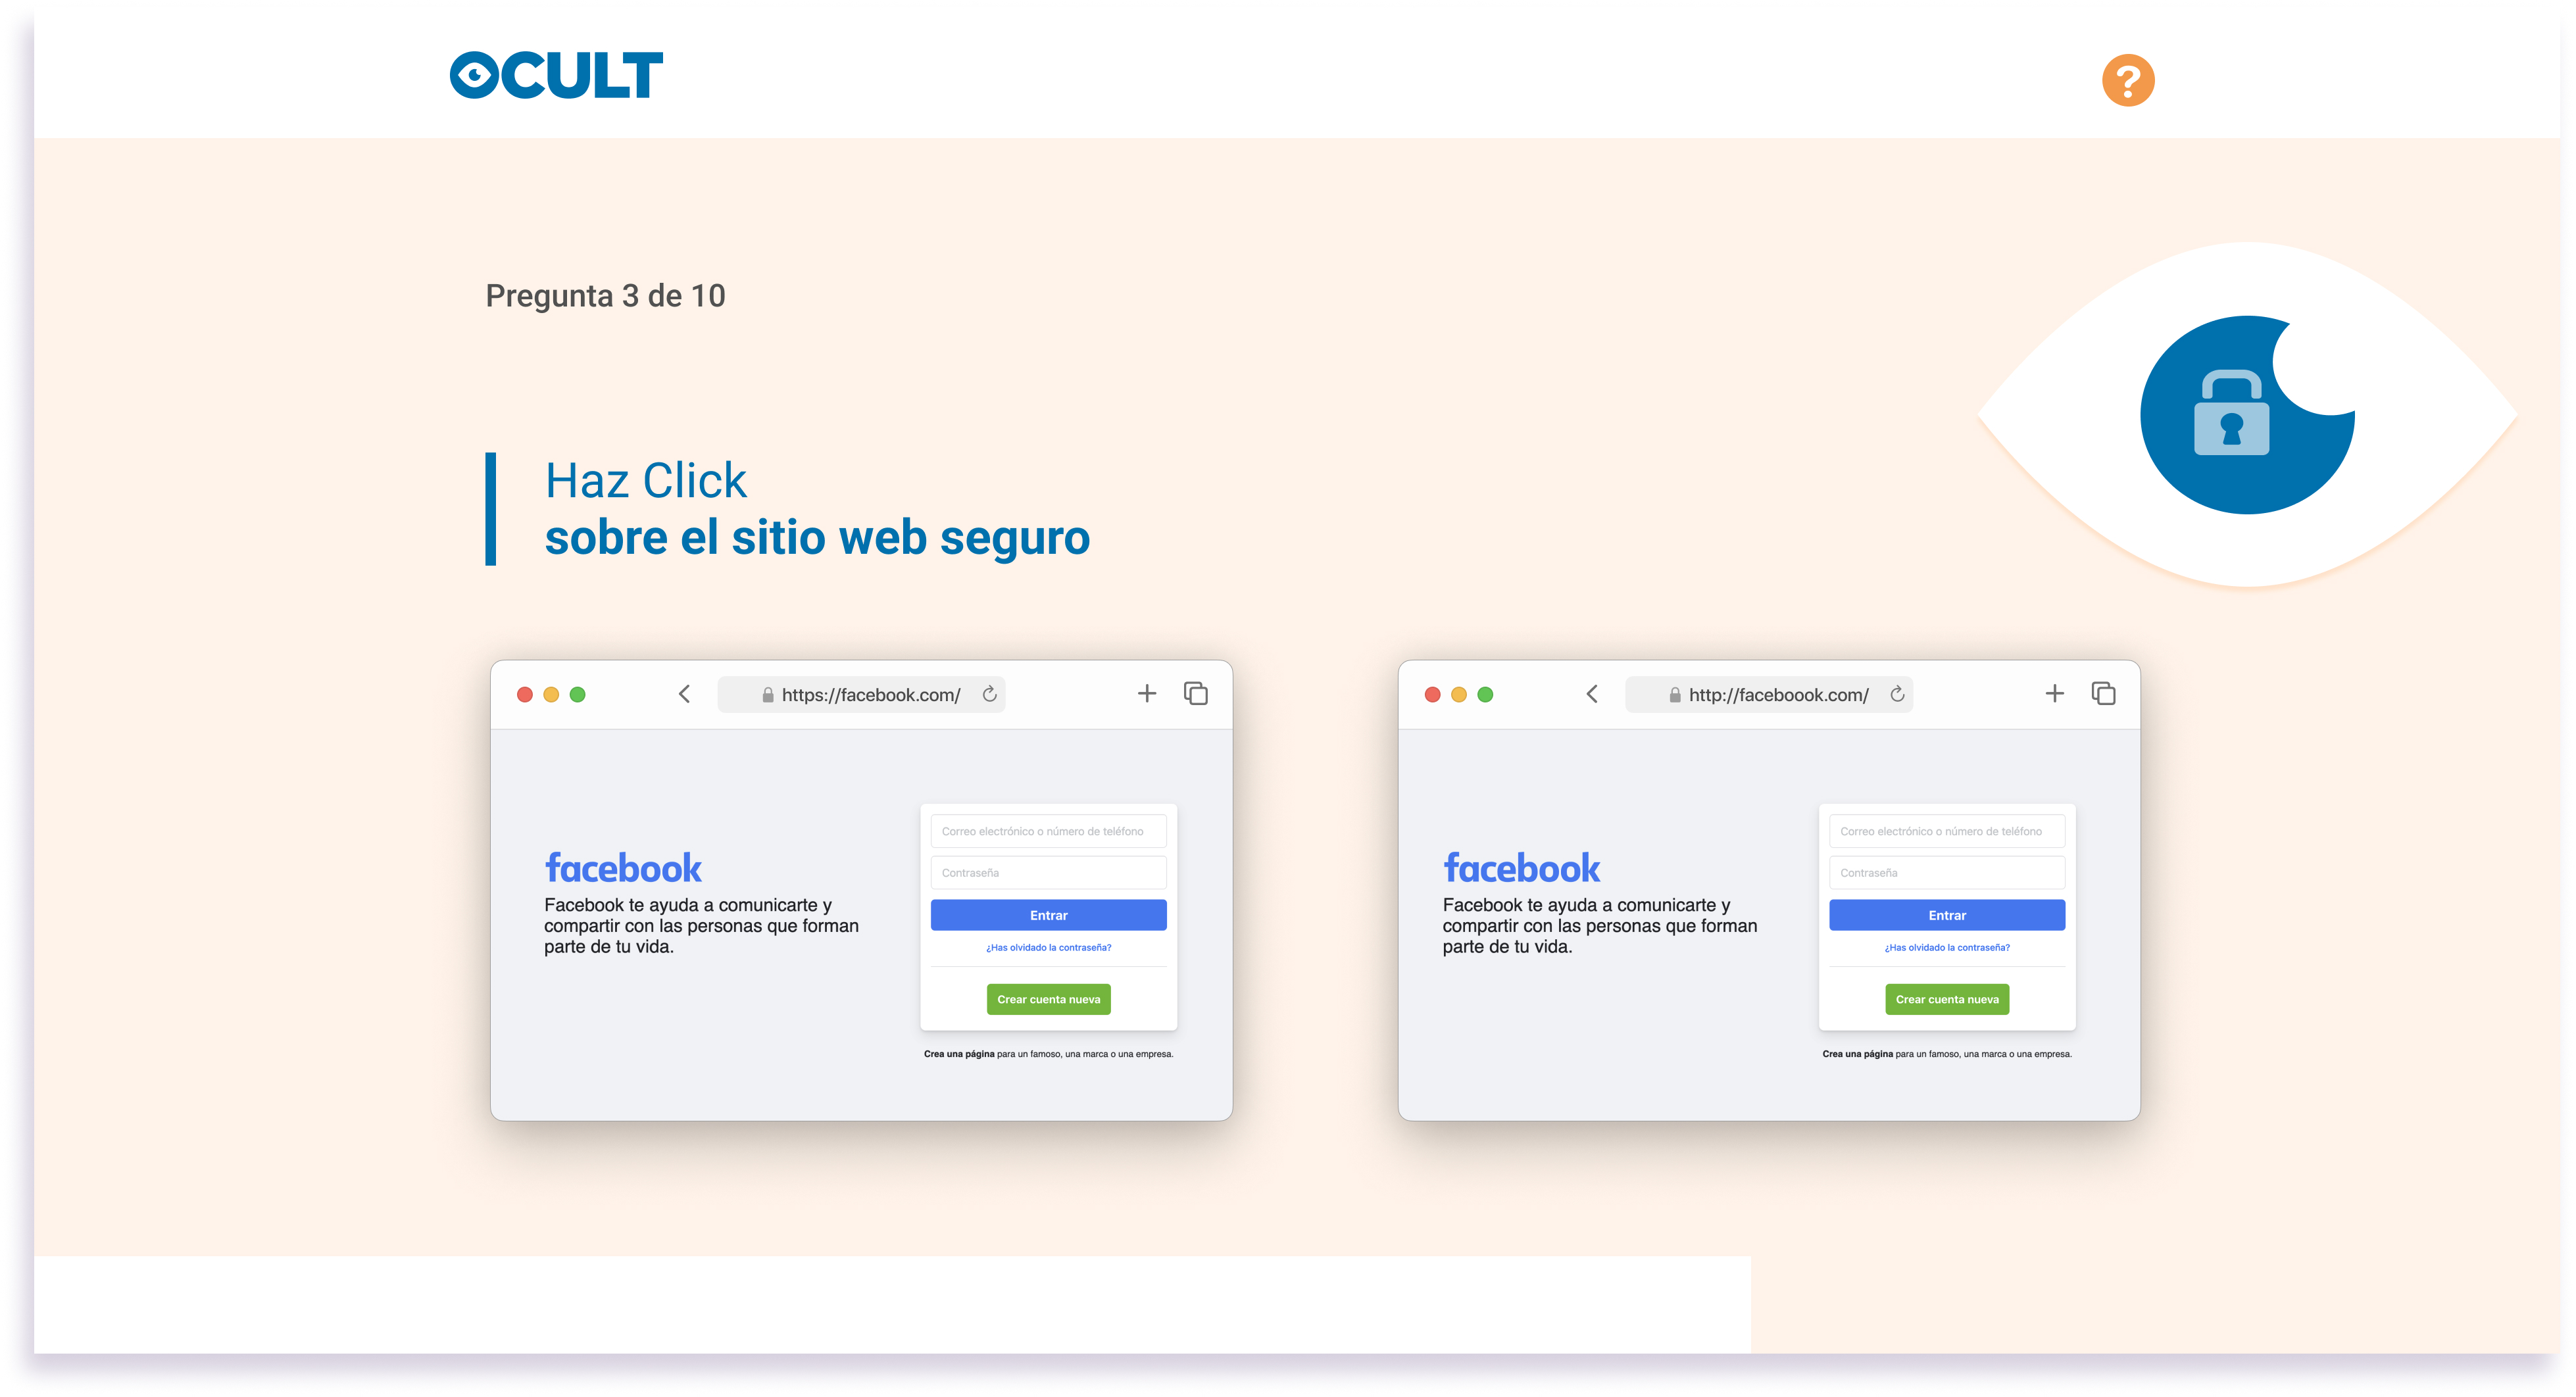 OCULT
?
Pregunta 3 de 10
Haz Click
sobre el sitio web seguro
https://facebook.com/
facebook
Facebook te ayuda a comunicarte y
compartir con las personas que forman
parte de tu vida.
Correo electrónico o número de teléfono
Contraseña
Entrar
¿Has olvidado la contraseña?
Crear cuenta nueva
Crea una página para un famoso, una marca o una empresa.
http://faceboook.com/
facebook
Facebook te ayuda a comunicarte y
compartir con las personas que forman
parte de tu vida.
Correo electrónico o número de teléfono
Contraseña
Entrar
¿Has olvidado la contraseña?
Crear cuenta nueva
Crea una página para un famoso, una marca o una empresa.